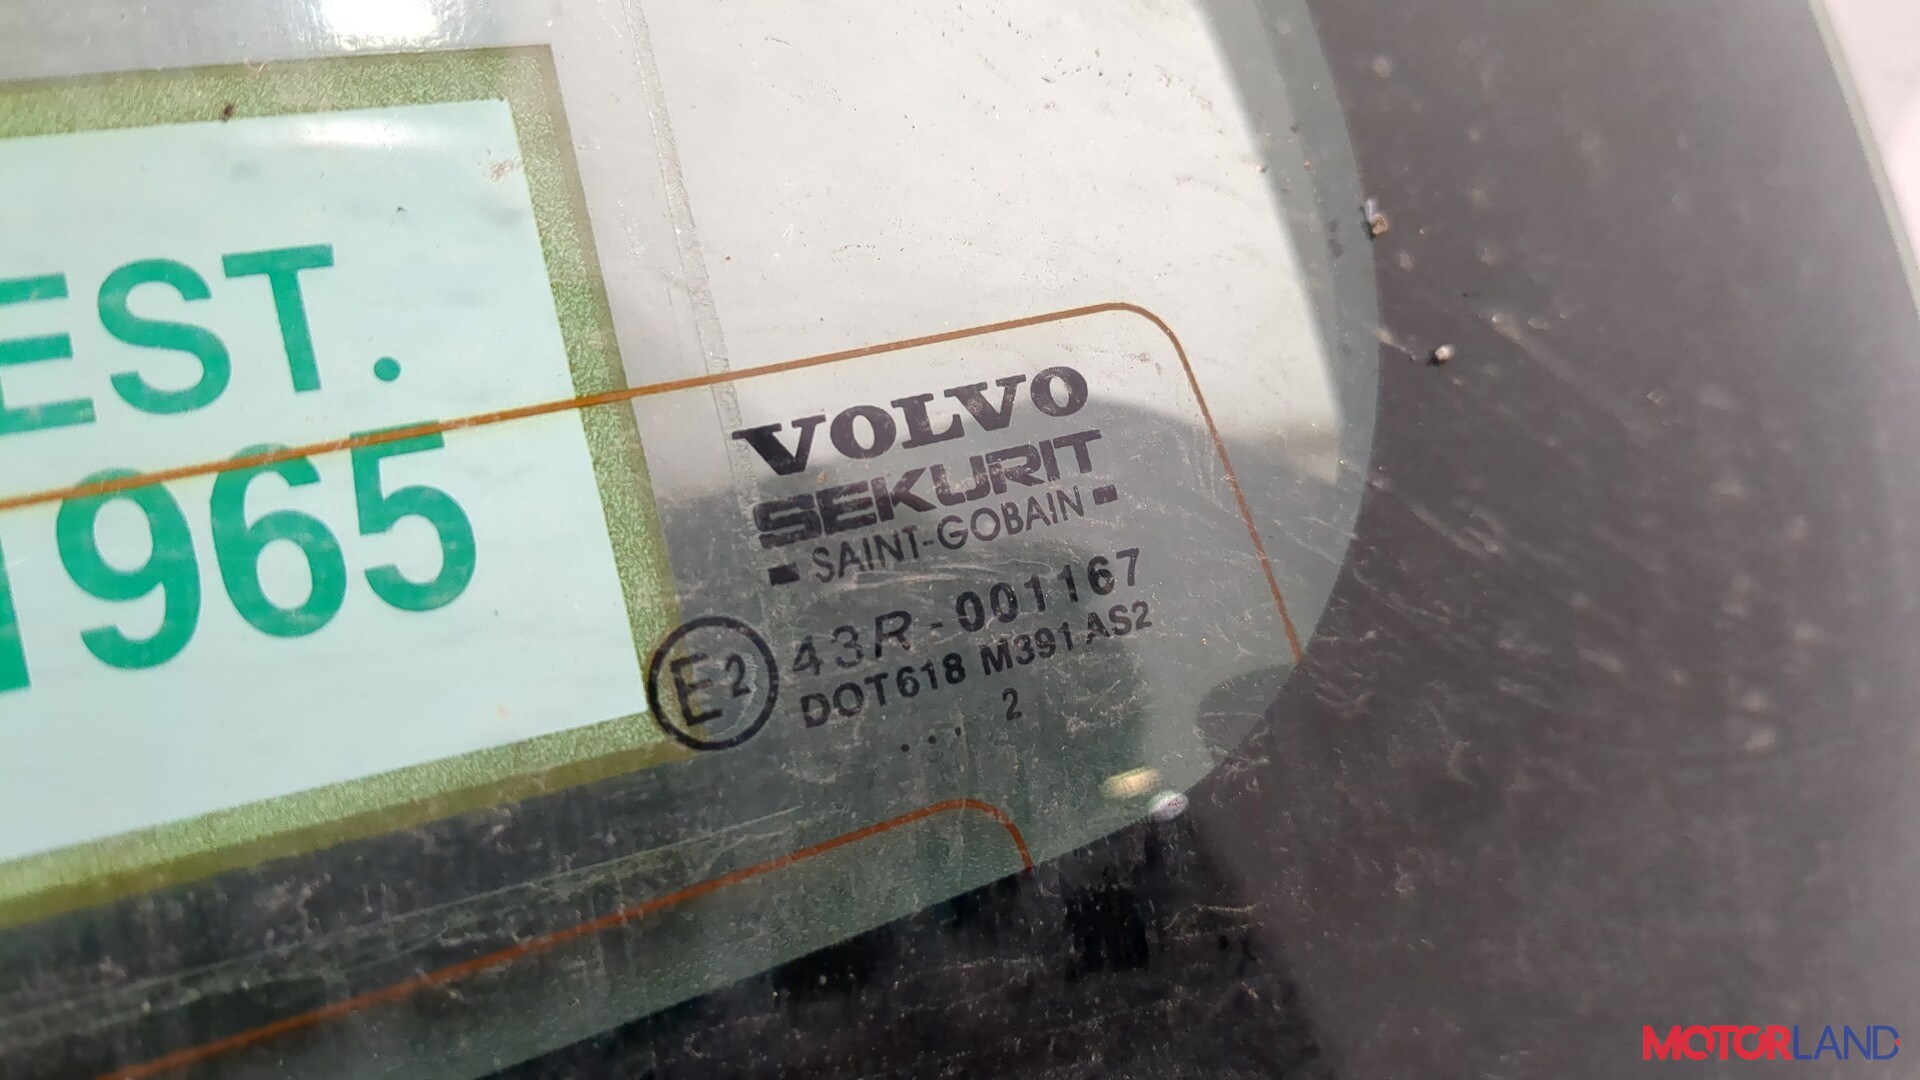 EST.
1965
VOLVO
SEKURIT
SAINT-GOBAIN
E2 43R-001167
DOT618 M391AS2
... 2
MOTORLAND